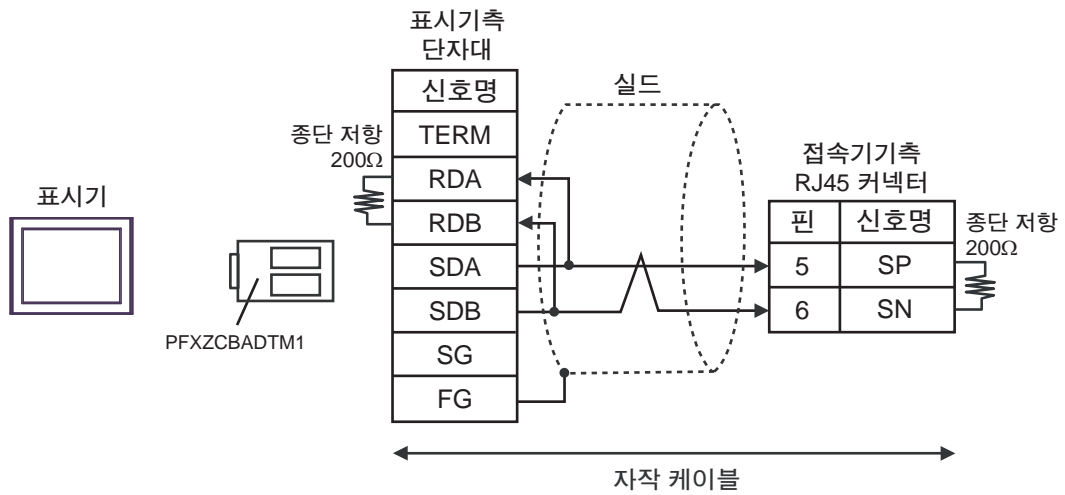 표시기
PFXZCBADTM1
표시기측
단자대
신호명
TERM
RDA
RDB
SDA
SDB
SG
FG
종단 저항
200Ω
실드
접속기기측
RJ45 커넥터
핀 신호명
5 SP
6 SN
종단 저항
200Ω
자작 케이블